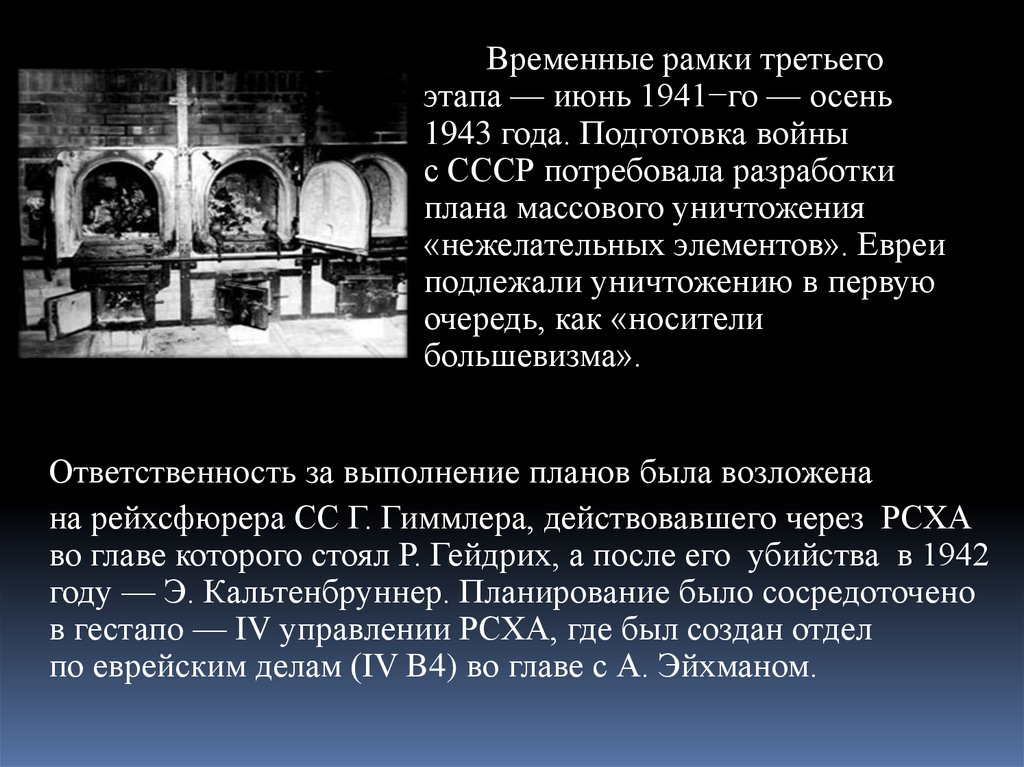 Временные рамки третьего
этапа — июнь 1941−го — осень
1943 года. Подготовка войны
с СССР потребовала разработки
плана массового уничтожения
«нежелательных элементов». Евреи
подлежали уничтожению в первую
очередь, как «носители
большевизма».
Ответственность за выполнение планов была возложена
на рейхсфюрера СС Г. Гиммлера, действовавшего через РСХА
во главе которого стоял Р. Гейдрих, а после его убийства в 1942
году — Э. Кальтенбруннер. Планирование было сосредоточено
в гестапо — IV управлении РСХА, где был создан отдел
по еврейским делам (IV B4) во главе с А. Эйхманом.